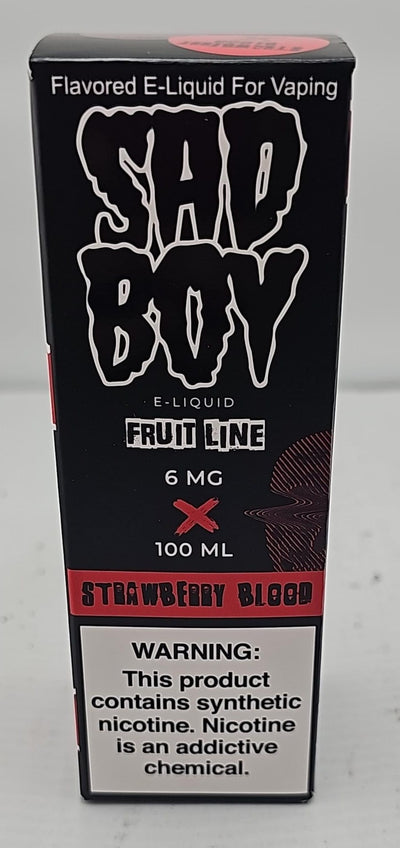 Flavored E-Liquid For Vaping
SAD
BOY
E-LIQUID
FRUIT LINE
6 MG
X
100 ML
STRAWBERRY BLOOD
WARNING:
This product
contains synthetic
nicotine. Nicotine
is an addictive
chemical.